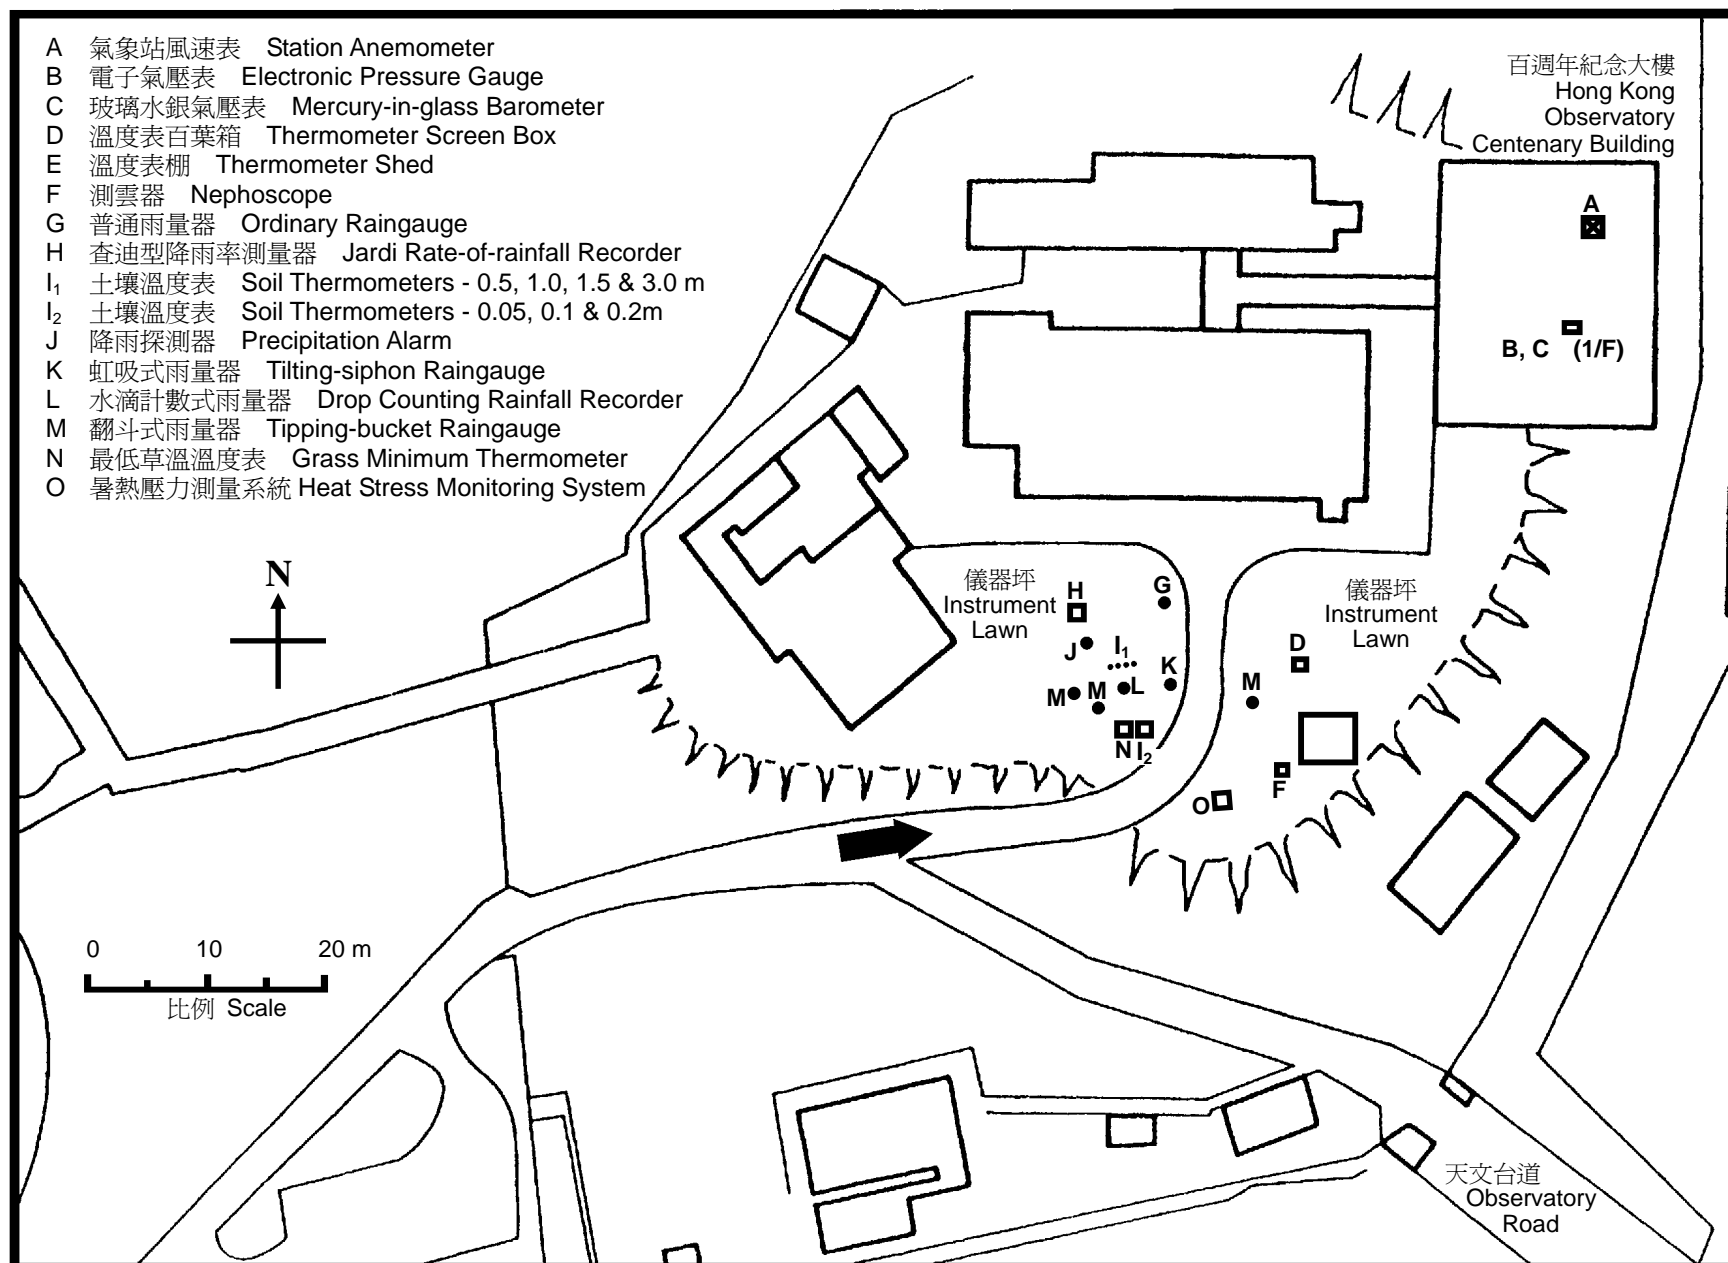 A 氣象站風速表 Station Anemometer
B 電子氣壓表 Electronic Pressure Gauge
C 玻璃水銀氣壓表 Mercury-in-glass Barometer
D 溫度表百葉箱 Thermometer Screen Box
E 溫度表棚 Thermometer Shed
F 測雲器 Nephoscope
G 普通雨量器 Ordinary Raingauge
H 查迪型降雨率測量器 Jardi Rate-of-rainfall Recorder
I1 土壤溫度表 Soil Thermometers - 0.5, 1.0, 1.5 & 3.0 m
I2 土壤溫度表 Soil Thermometers - 0.05, 0.1 & 0.2m
J 降雨探測器 Precipitation Alarm
K 虹吸式雨量器 Tilting-siphon Raingauge
L 水滴計數式雨量器 Drop Counting Rainfall Recorder
M 翻斗式雨量器 Tipping-bucket Raingauge
N 最低草溫溫度表 Grass Minimum Thermometer
O 暑熱壓力測量系統 Heat Stress Monitoring System
百週年紀念大樓
Hong Kong
Observatory
Centenary Building
A
B, C (1/F)
N
儀器坪
Instrument
Lawn
H
G
J
I1
K
M
M
L
N
I2
儀器坪
Instrument
Lawn
D
M
F
O
0 10 20 m
比例 Scale
天文台道
Observatory
Road